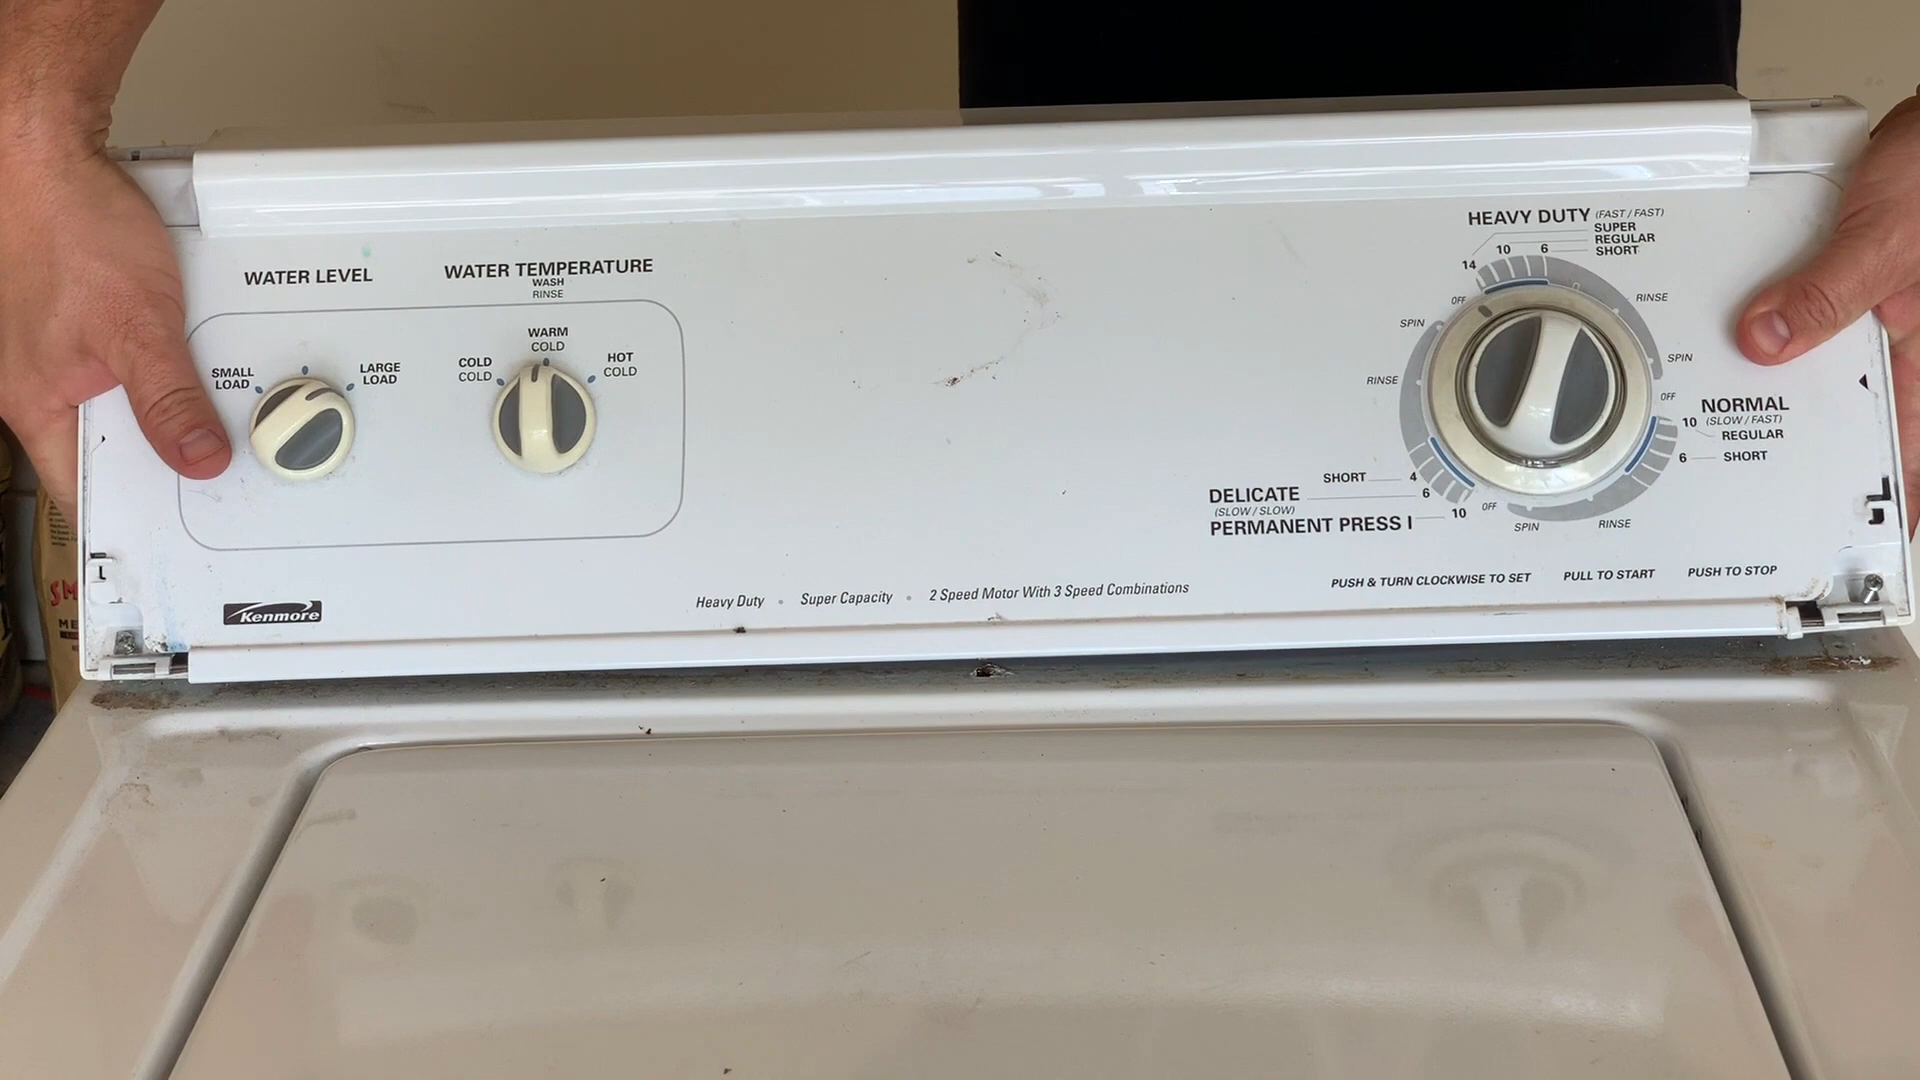 WATER LEVEL
SMALL
LOAD
LARGE
LOAD
WATER TEMPERATURE
WASH
RINSE
COLD
COLD
WARM
COLD
HOT
COLD
HEAVY DUTY (FAST / FAST)
SUPER
REGULAR
SHORT
14
10
6
OFF
RINSE
SPIN
OFF
NORMAL
(SLOW / FAST)
10 REGULAR
6 SHORT
RINSE
SPIN
OFF
SHORT 4
DELICATE 6
(SLOW / SLOW)
PERMANENT PRESS I 10
RINSE
SPIN
Kenmore
Heavy Duty • Super Capacity • 2 Speed Motor With 3 Speed Combinations
PUSH & TURN CLOCKWISE TO SET PULL TO START PUSH TO STOP
SM
ME